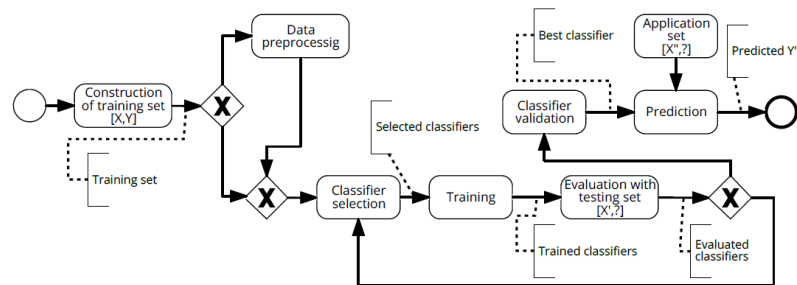 Data
preprocessig
Best classifier
Application
set
[X",?]
Predicted Y'
Construction
of training set
[X,Y]
X
Classifier
validation
Prediction
Training set
Selected classifiers
X
Classifier
selection
Training
Evaluation with
testing set
[X',?]
X
Trained classifiers
Evaluated
classifiers